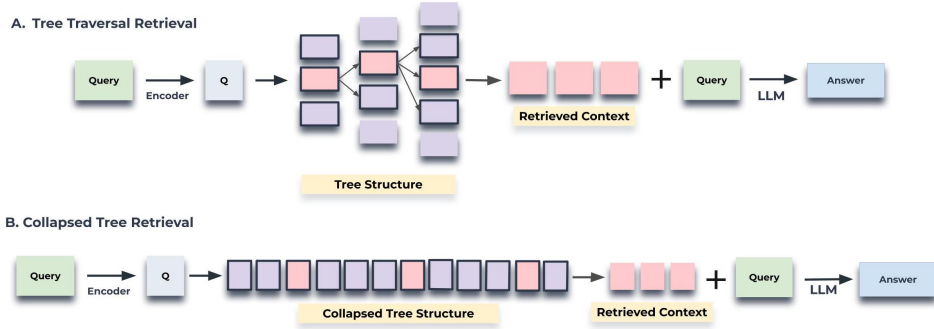 A. Tree Traversal Retrieval
Query
Encoder
Q
Tree Structure
Retrieved Context
+
Query
LLM
Answer
B. Collapsed Tree Retrieval
Query
Encoder
Q
Collapsed Tree Structure
Retrieved Context
+
Query
LLM
Answer